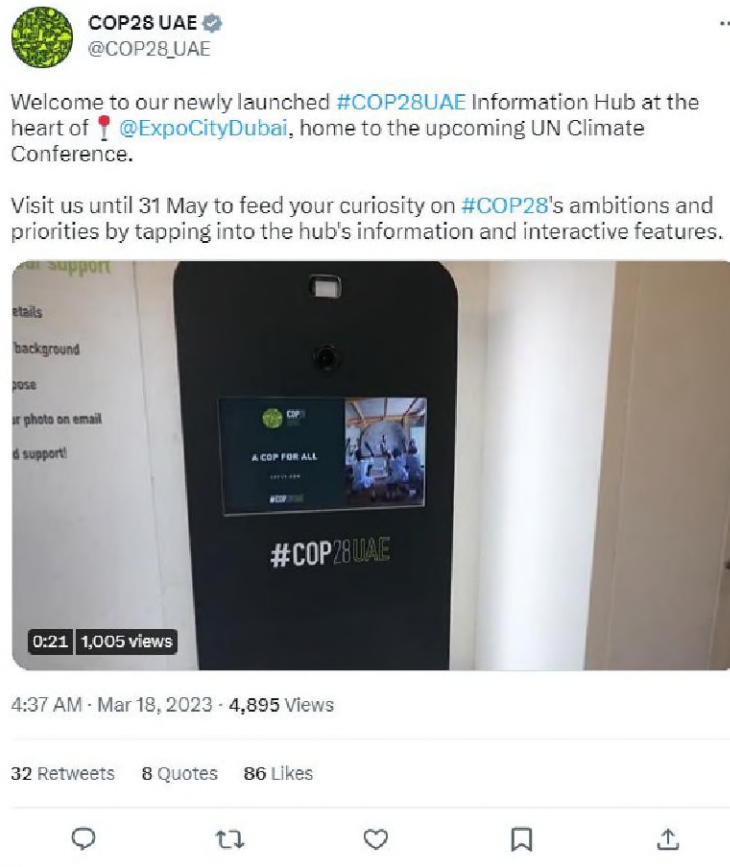 COP28 UAE
@COP28_UAE
Welcome to our newly launched #COP28UAE Information Hub at the
heart of @ExpoCityDubai, home to the upcoming UN Climate
Conference.
Visit us until 31 May to feed your curiosity on #COP28's ambitions and
priorities by tapping into the hub's information and interactive features.
support
etails
background
pose
r photo on email
d support!
COP
A COP FOR ALL
#COP28UAE
0:21 1,005 views
4:37 AM · Mar 18, 2023 · 4,895 Views
32 Retweets 8 Quotes 86 Likes